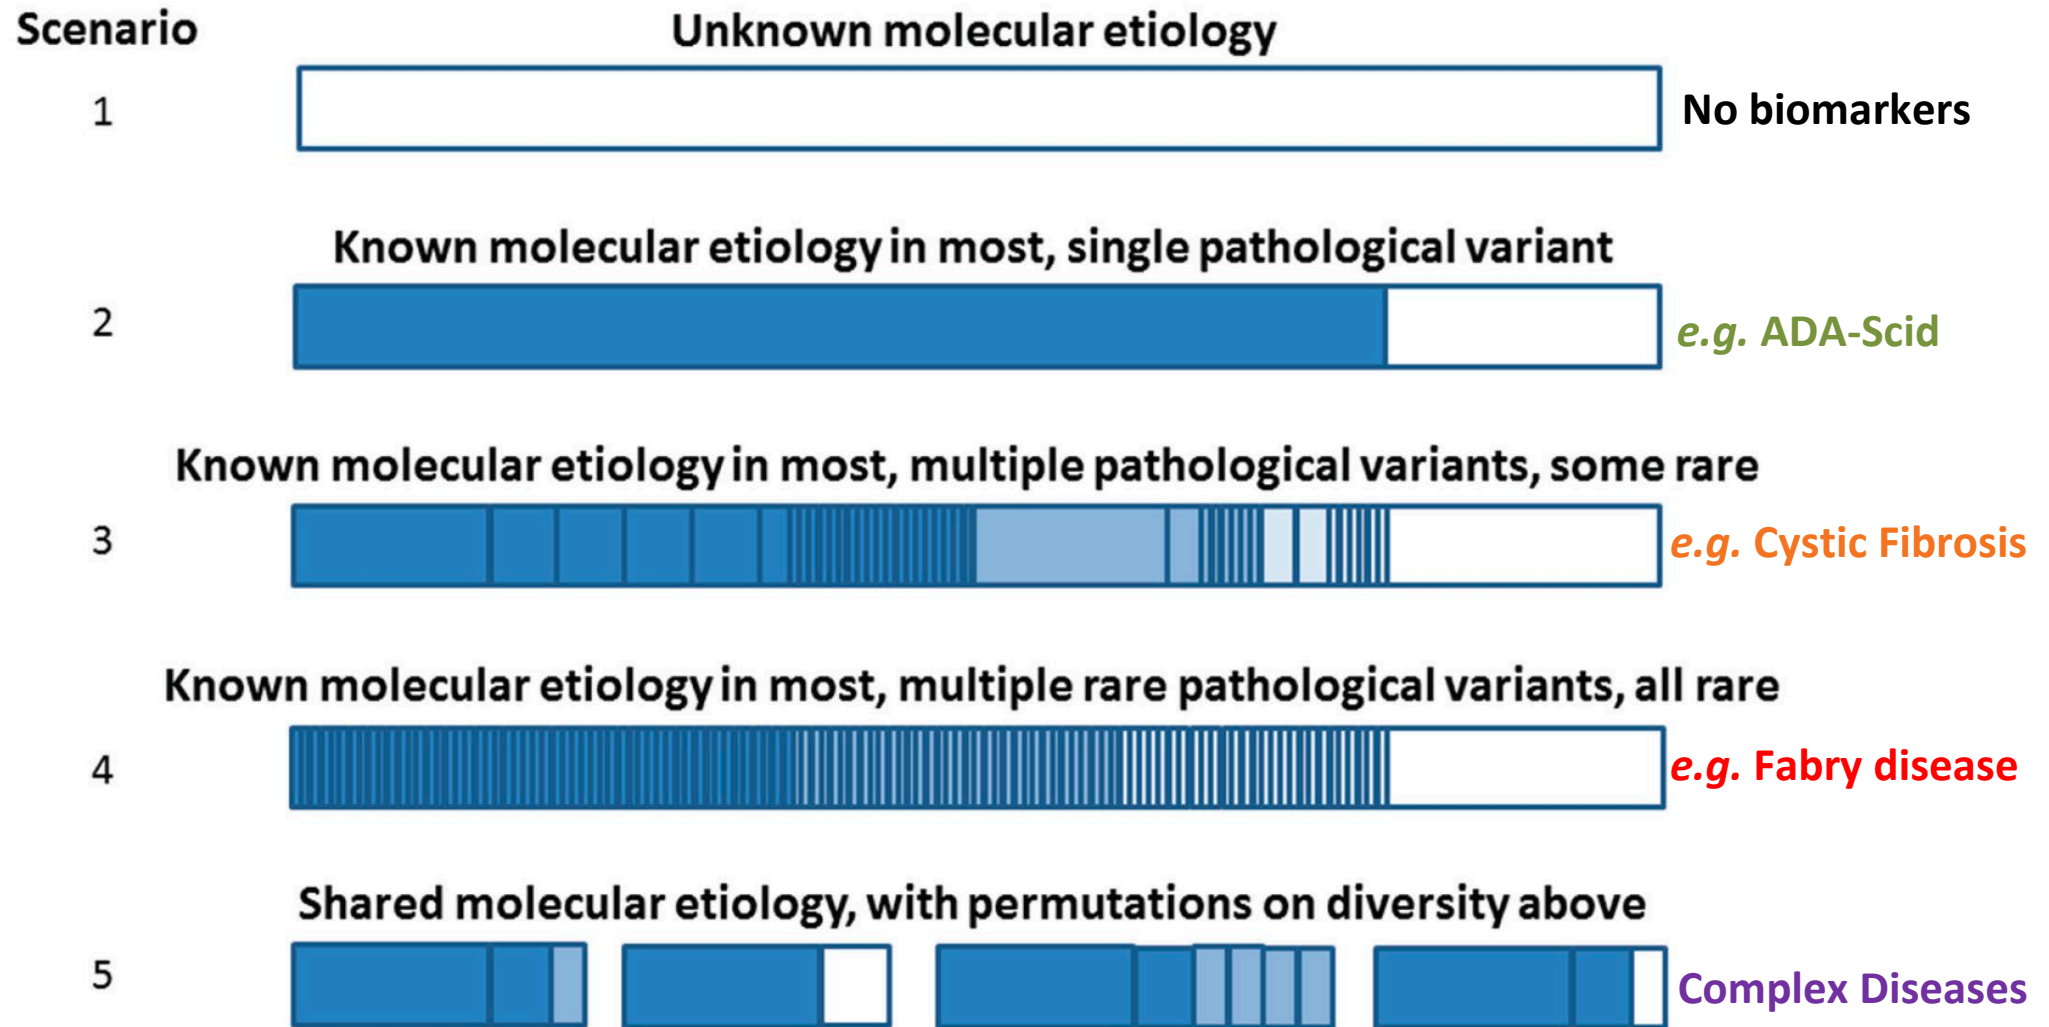 Scenario
Unknown molecular etiology
1
No biomarkers
Known molecular etiology in most, single pathological variant
2
e.g. ADA-Scid
Known molecular etiology in most, multiple pathological variants, some rare
3
e.g. Cystic Fibrosis
Known molecular etiology in most, multiple rare pathological variants, all rare
4
e.g. Fabry disease
Shared molecular etiology, with permutations on diversity above
5
Complex Diseases